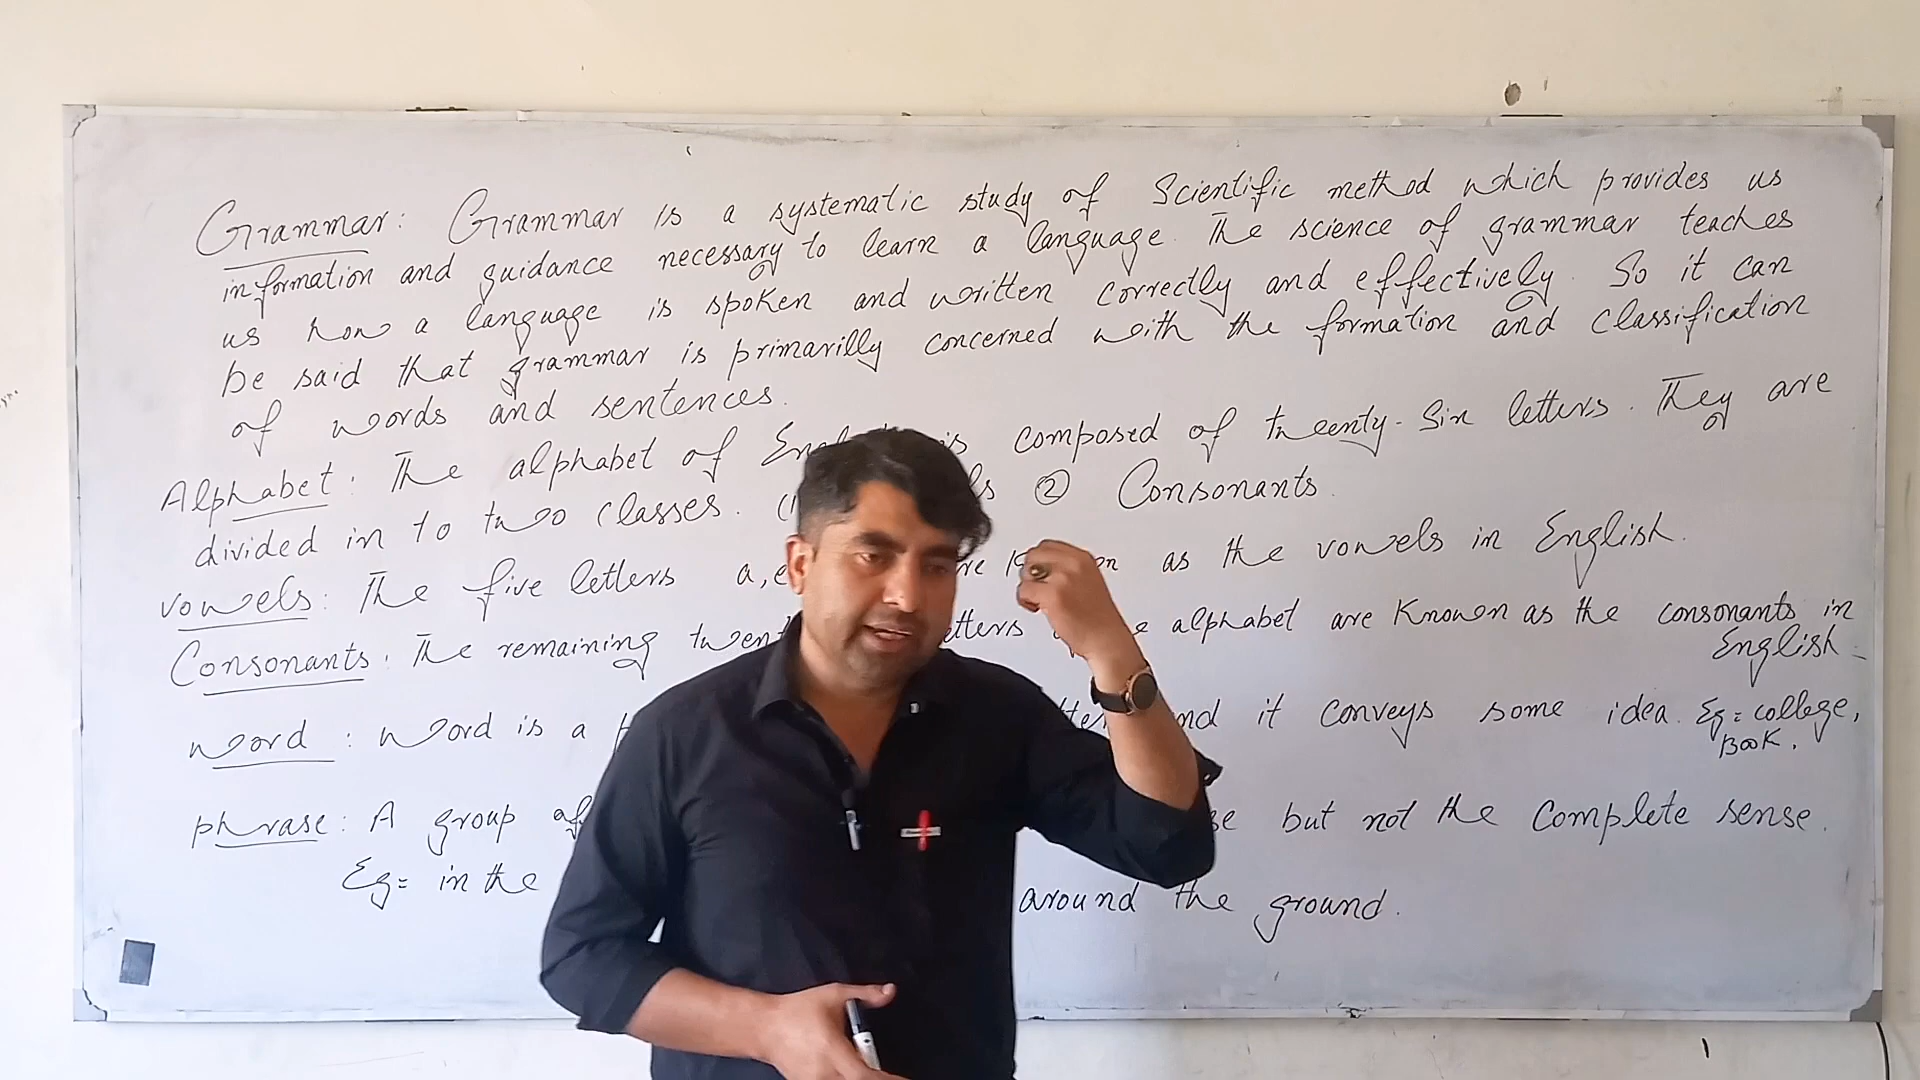 Grammar: Grammar is a systematic study of Scientific method which provides us
information and guidance necessary to learn a language. The science of grammar teaches
us how a language is spoken and written correctly and effectively. So it can
be said that grammar is primarilly concerned with the formation and classification
of words and sentences.
Alphabet: The alphabet of is composed of twenty-Six letters. They are
divided in to two classes. (1 ② Consonants.
vowels: The five letters a, as the vowels in English.
Consonants: The remaining alphabet are Known as the consonants in
English.
word: Word is a it conveys some idea. Eg = college,
Book.
phrase: A group of but not the complete sense.
Eg = in the around the ground.